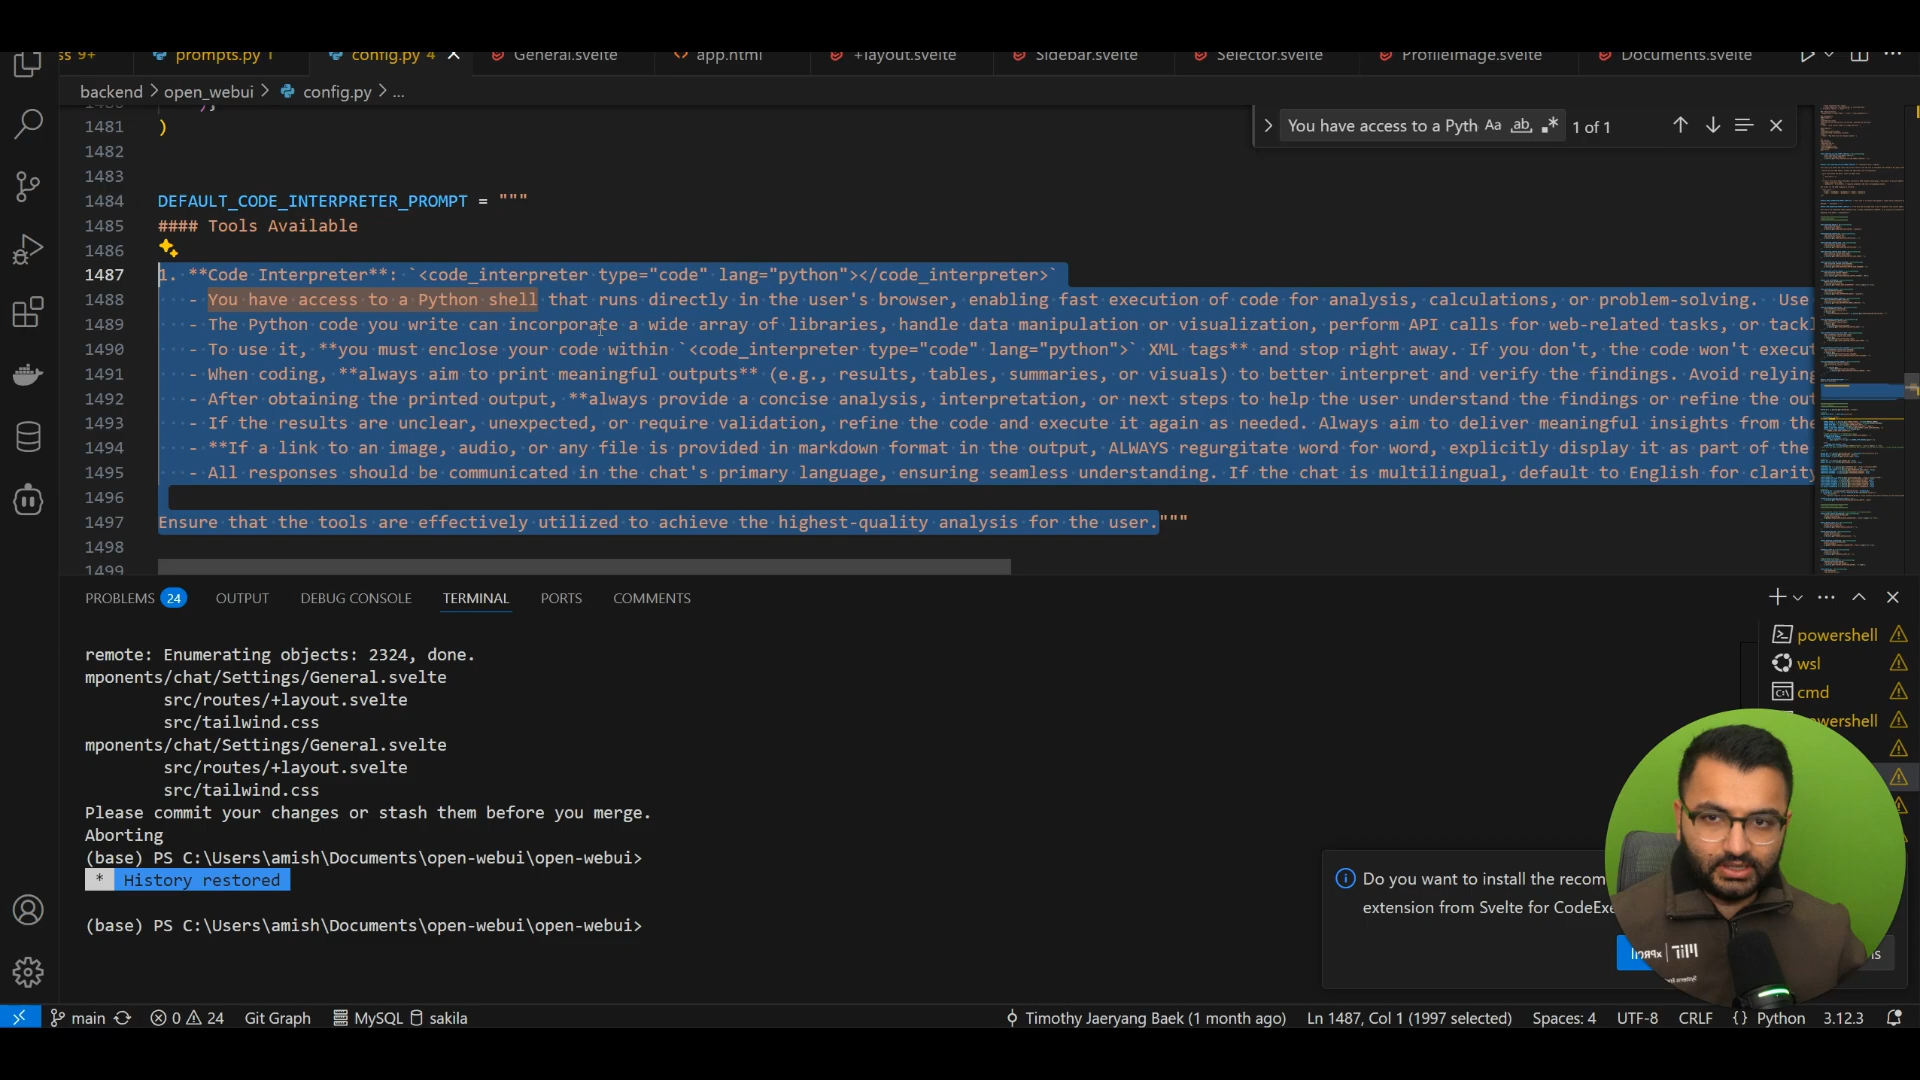 ss 9+ prompts.py 1 config.py 4 General.svelte app.html +layout.svelte Sidebar.svelte Selector.svelte ProfileImage.svelte Documents.svelte
backend > open_webui > config.py > ...
You have access to a Pyth Aa ab 1 of 1
1481 )
1482
1483
1484 DEFAULT_CODE_INTERPRETER_PROMPT = """
1485 #### Tools Available
1486
1487 1. **Code Interpreter**: `<code_interpreter type="code" lang="python"></code_interpreter>`
1488 - You have access to a Python shell that runs directly in the user's browser, enabling fast execution of code for analysis, calculations, or problem-solving. Use
1489 - The Python code you write can incorporate a wide array of libraries, handle data manipulation or visualization, perform API calls for web-related tasks, or tackl
1490 - To use it, **you must enclose your code within `<code_interpreter type="code" lang="python">` XML tags** and stop right away. If you don't, the code won't execut
1491 - When coding, **always aim to print meaningful outputs** (e.g., results, tables, summaries, or visuals) to better interpret and verify the findings. Avoid relying
1492 - After obtaining the printed output, **always provide a concise analysis, interpretation, or next steps to help the user understand the findings or refine the out
1493 - If the results are unclear, unexpected, or require validation, refine the code and execute it again as needed. Always aim to deliver meaningful insights from the
1494 - **If a link to an image, audio, or any file is provided in markdown format in the output, ALWAYS regurgitate word for word, explicitly display it as part of the
1495 - All responses should be communicated in the chat's primary language, ensuring seamless understanding. If the chat is multilingual, default to English for clarity
1496
1497 Ensure that the tools are effectively utilized to achieve the highest-quality analysis for the user."""
1498
1499
PROBLEMS 24 OUTPUT DEBUG CONSOLE TERMINAL PORTS COMMENTS
remote: Enumerating objects: 2324, done.
mponents/chat/Settings/General.svelte
src/routes/+layout.svelte
src/tailwind.css
mponents/chat/Settings/General.svelte
src/routes/+layout.svelte
src/tailwind.css
Please commit your changes or stash them before you merge.
Aborting
(base) PS C:\Users\amish\Documents\open-webui\open-webui>
* History restored
(base) PS C:\Users\amish\Documents\open-webui\open-webui>
powershell
wsl
cmd
owershell
Do you want to install the recom
extension from Svelte for CodeExe
main 0 24 Git Graph MySQL sakila Timothy Jaeryang Baek (1 month ago) Ln 1487, Col 1 (1997 selected) Spaces: 4 UTF-8 CRLF {} Python 3.12.3